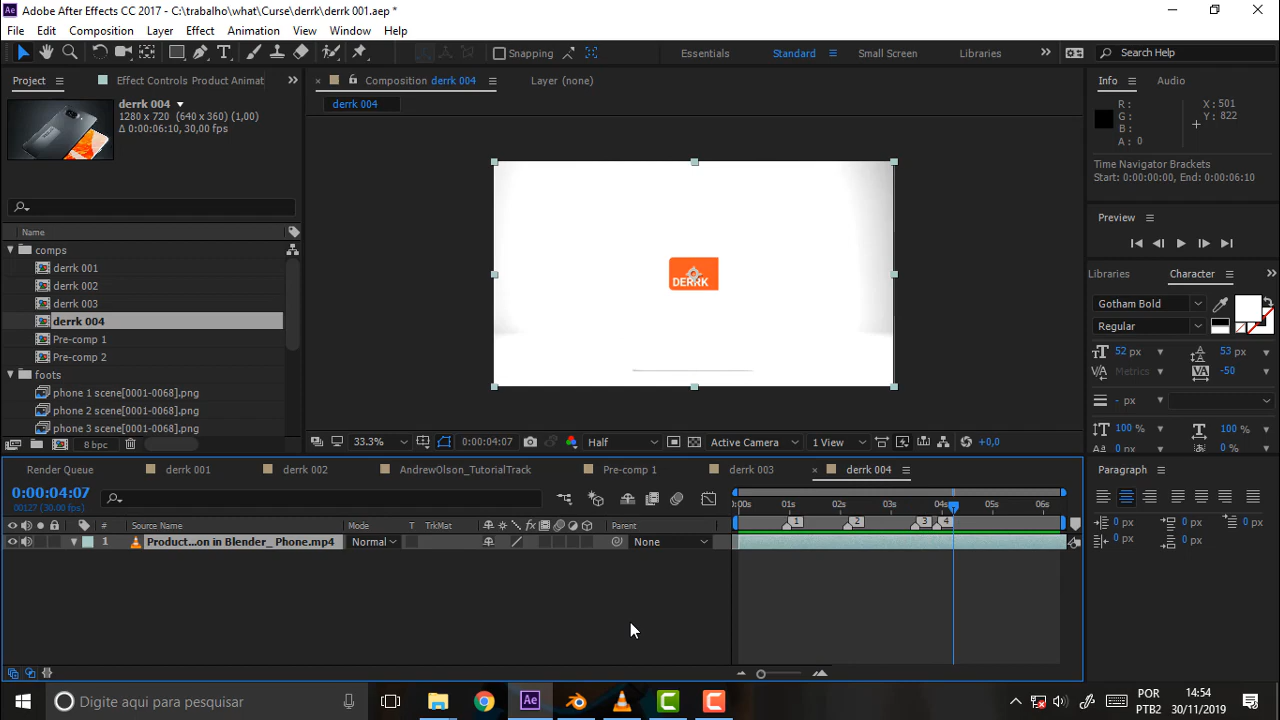 Adobe After Effects CC 2017 - C:\trabalho\what\Curse\derrk\derrk 001.aep *
File Edit Composition Layer Effect Animation View Window Help
Snapping Essentials Standard Small Screen Libraries Search Help
Project Effect Controls Product Animat Composition derrk 004 Layer (none) Info Audio
derrk 004
1280 x 720 (640 x 360) (1,00)
Δ 0:00:06:10, 30,00 fps
derrk 004
R :
G :
B :
A : 0
X : 501
Y : 822
Time Navigator Brackets
Start: 0:00:00:00, End: 0:00:06:10
Preview
Name
comps
derrk 001
derrk 002
derrk 003
derrk 004
Pre-comp 1
Pre-comp 2
foots
phone 1 scene[0001-0068].png
phone 2 scene[0001-0068].png
phone 3 scene[0001-0068].png
8 bpc
DERRK
33.3% 0:00:04:07 Half Active Camera 1 View +0,0
Libraries Character
Gotham Bold
Regular
52 px 53 px
Metrics -50
- px
100 % 100 %
0 px 0 %
Render Queue derrk 001 derrk 002 AndrewOlson_TutorialTrack Pre-comp 1 derrk 003 derrk 004
0:00:04:07
00127 (30.00 fps)
# Source Name Mode T TrkMat Parent
1 Product...on in Blender_ Phone.mp4 Normal None
:00s 01s 02s 03s 04s 05s 06s
1 2 3 4
Paragraph
0 px 0 px 0 px
0 px 0 px
Digite aqui para pesquisar
POR
PTB2
14:54
30/11/2019